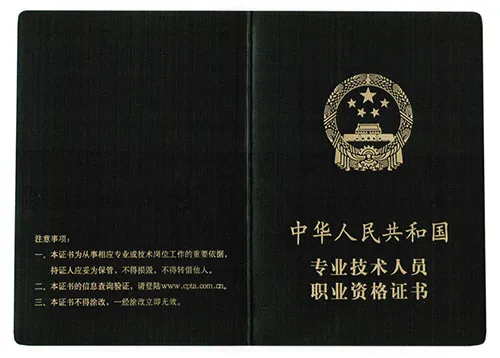 注意事项：
一、本证书为从事相应专业或技术岗位工作的重要依据，
持证人应妥为保管，不得损毁，不得转借他人。
二、本证书的信息查询验证，请登陆www.cpta.com.cn。
三、本证书不得涂改，一经涂改立即无效。
中华人民共和国
专业技术人员
职业资格证书